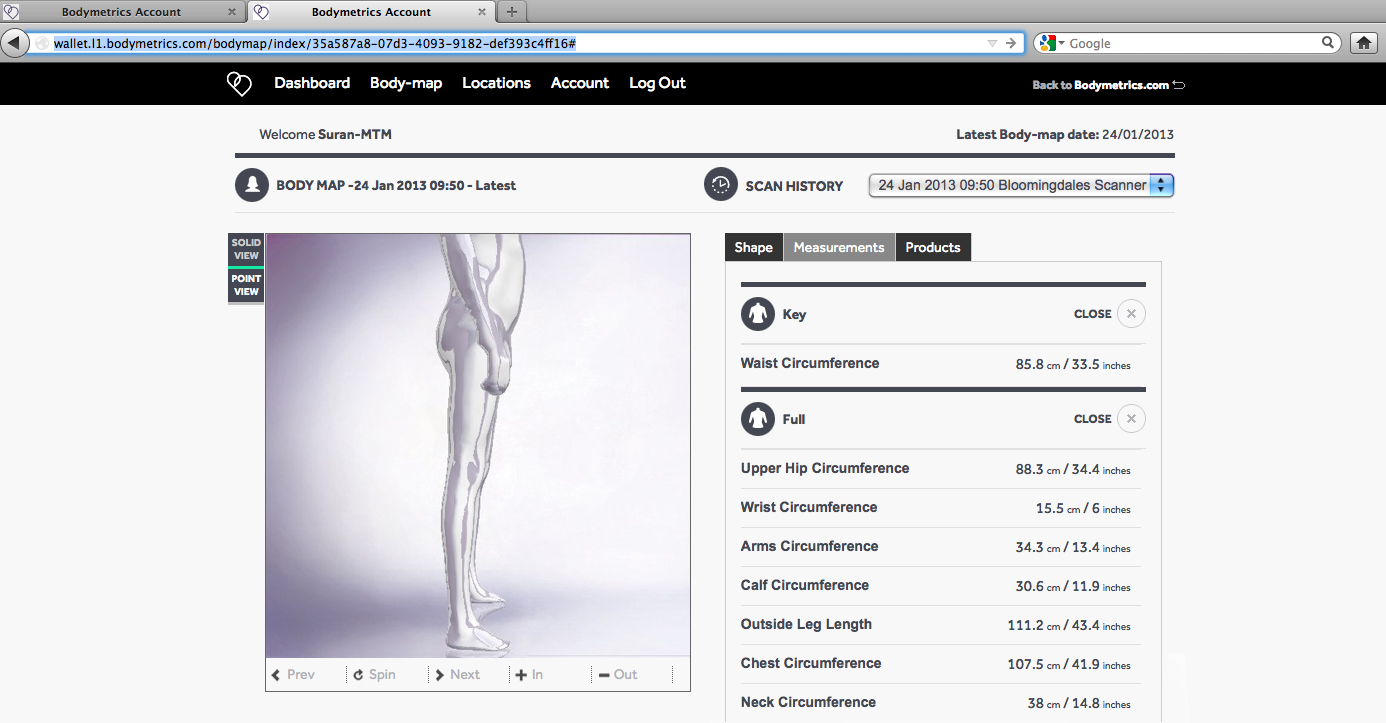 Bodymetrics Account
Bodymetrics Account
wallet.l1.bodymetrics.com/bodymap/index/35a587a8-07d3-4093-9182-def393c4ff16#
Google
Dashboard Body-map Locations Account Log Out
Back to Bodymetrics.com
Welcome Suran-MTM
Latest Body-map date: 24/01/2013
BODY MAP -24 Jan 2013 09:50 - Latest
SCAN HISTORY
24 Jan 2013 09:50 Bloomingdales Scanner
SOLID
VIEW
POINT
VIEW
Prev Spin Next In Out
Shape Measurements Products
Key CLOSE
Waist Circumference 85.8 cm / 33.5 inches
Full CLOSE
Upper Hip Circumference 88.3 cm / 34.4 inches
Wrist Circumference 15.5 cm / 6 inches
Arms Circumference 34.3 cm / 13.4 inches
Calf Circumference 30.6 cm / 11.9 inches
Outside Leg Length 111.2 cm / 43.4 inches
Chest Circumference 107.5 cm / 41.9 inches
Neck Circumference 38 cm / 14.8 inches